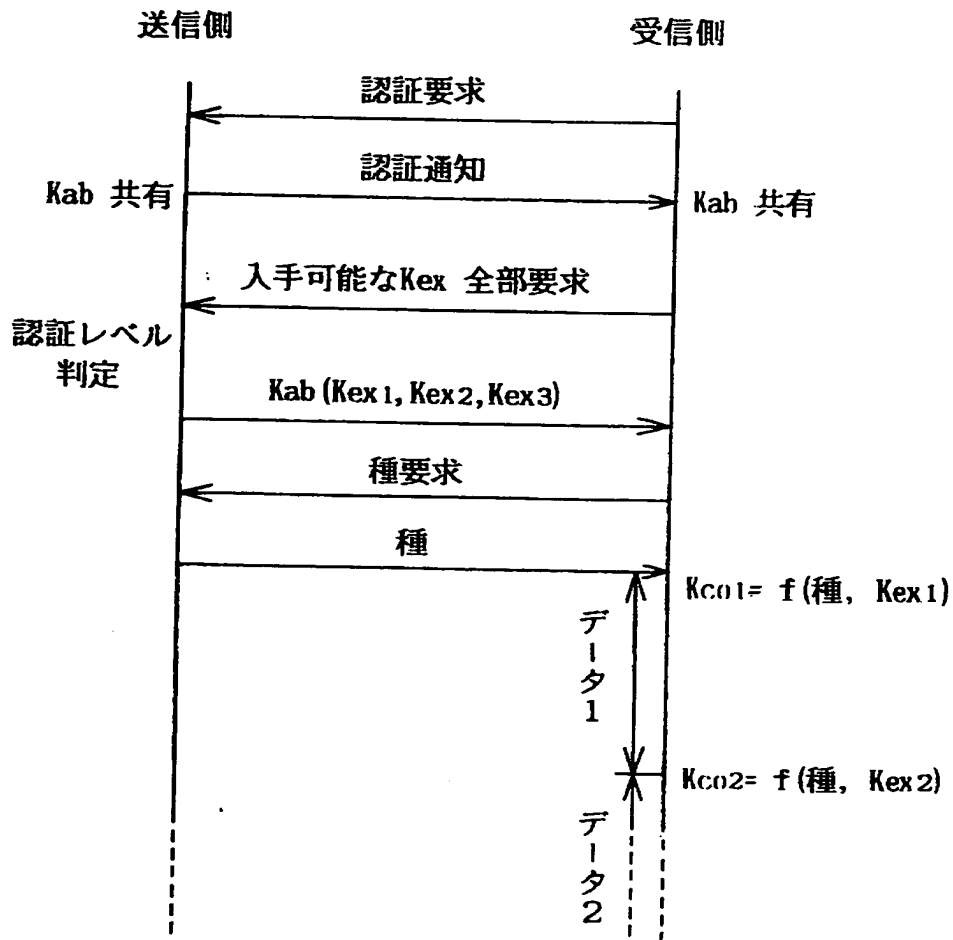 送信側
受信側
認証要求
認証通知
Kab 共有
Kab 共有
入手可能なKex 全部要求
認証レベル
判定
Kab(Kex1,Kex2,Kex3)
種要求
種
Kco1= f(種, Kex1)
データ1
Kco2= f(種, Kex2)
データ2